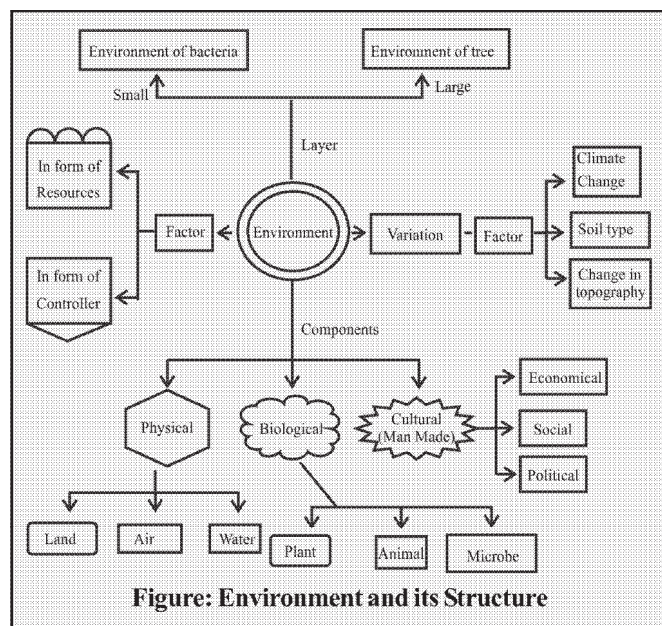 Environment of bacteria
Environment of tree
Small
Large
Layer
In form of
Resources
Climate
Change
Factor
Environment
Variation
Factor
Soil type
In form of
Controller
Change in
topography
Components
Economical
Physical
Biological
Cultural
(Man Made)
Social
Political
Land
Air
Water
Plant
Animal
Microbe
Figure: Environment and its Structure